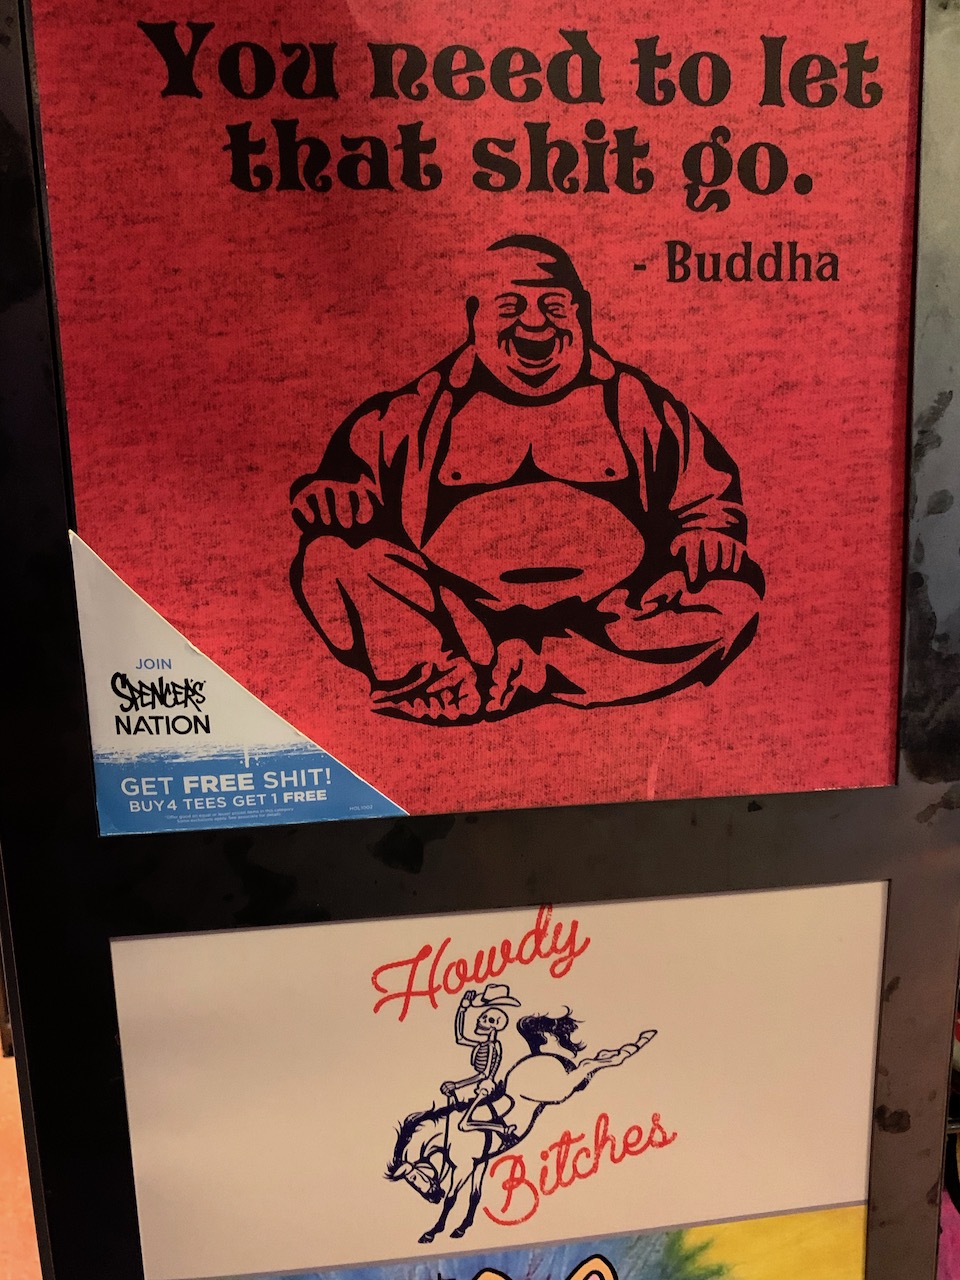 You need to let
that shit go.
- Buddha
JOIN
SPENCER'S
NATION
GET FREE SHIT!
BUY 4 TEES GET 1 FREE
Howdy
Bitches